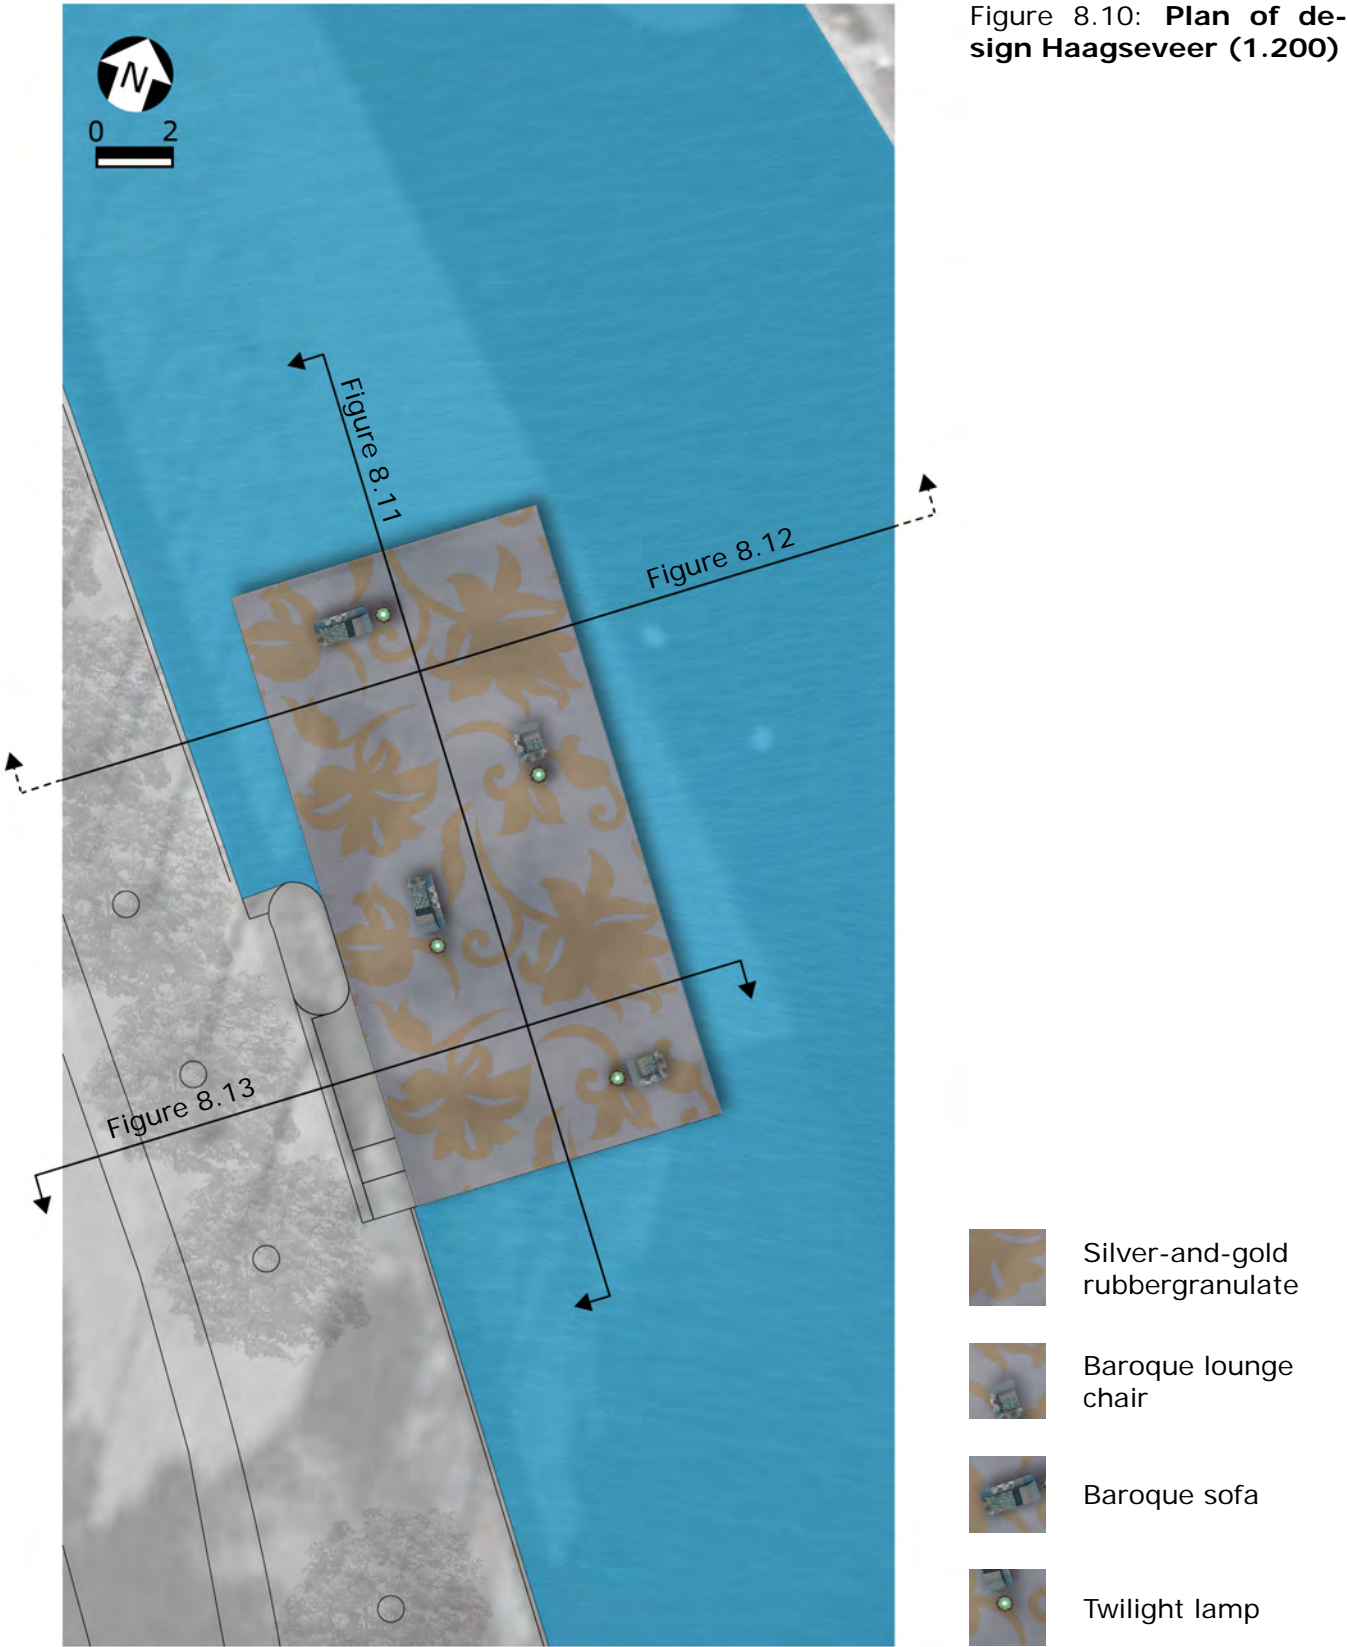 Figure 8.10: Plan of de-
sign Haagseveer (1.200)
N
0 2
Figure 8.11
Figure 8.12
Figure 8.13
Silver-and-gold
rubbergranulate
Baroque lounge
chair
Baroque sofa
Twilight lamp